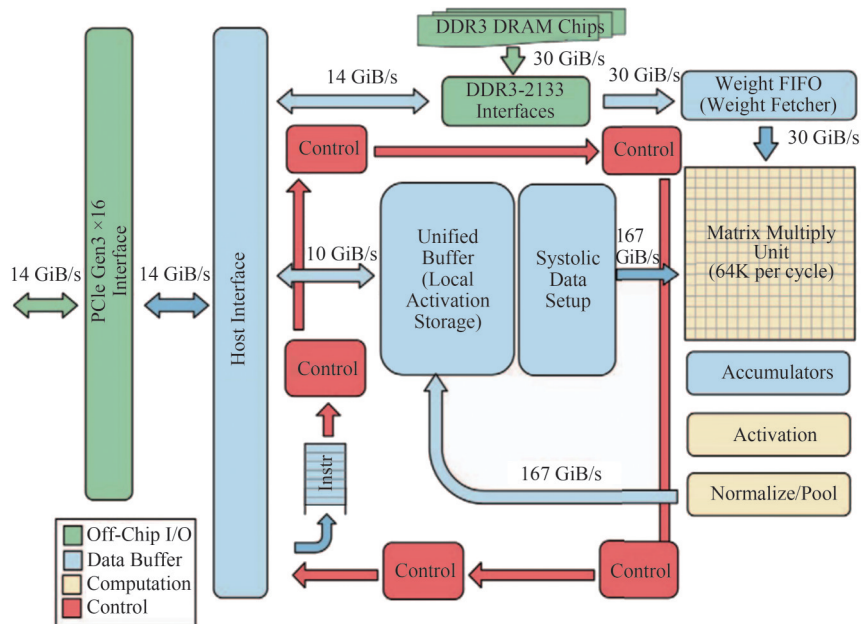 DDR3 DRAM Chips
30 GiB/s
14 GiB/s
DDR3-2133
Interfaces
30 GiB/s
Weight FIFO
(Weight Fetcher)
30 GiB/s
Control
Control
PCIe Gen3 ×16
Interface
14 GiB/s
14 GiB/s
Host Interface
10 GiB/s
Unified
Buffer
(Local
Activation
Storage)
Systolic
Data
Setup
167
GiB/s
Matrix Multiply
Unit
(64K per cycle)
Control
Accumulators
Activation
Instr
167 GiB/s
Normalize/Pool
Off-Chip I/O
Data Buffer
Computation
Control
Control
Control